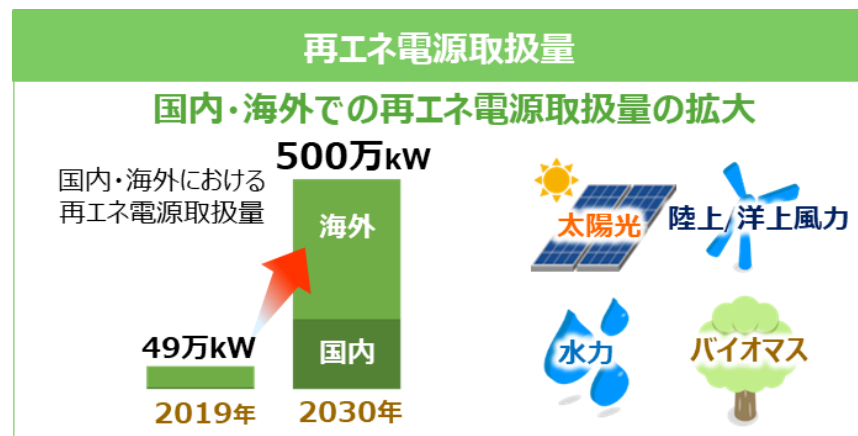 再エネ電源取扱量
国内・海外での再エネ電源取扱量の拡大
国内・海外における
再エネ電源取扱量
500万kW
海外
国内
49万kW
2019年
2030年
太陽光
陸上/洋上風力
水力
バイオマス